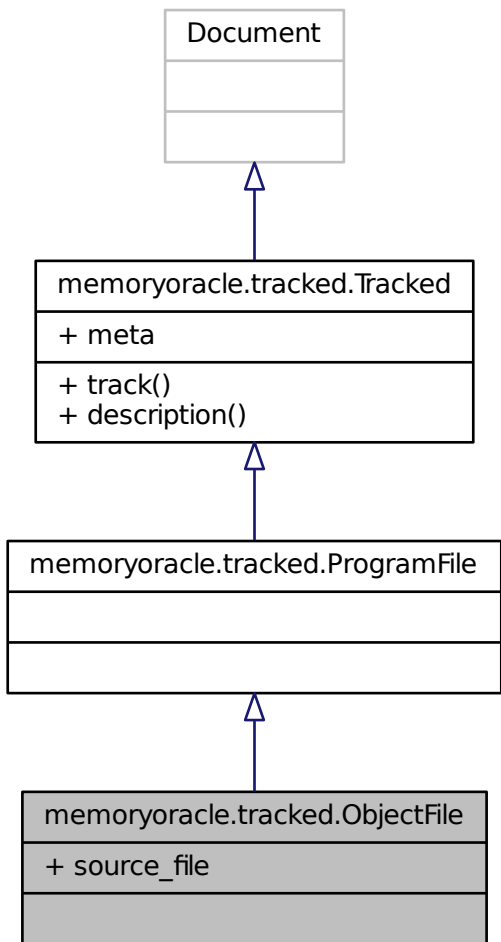 Document
memoryoracle.tracked.Tracked
+ meta
+ track()
+ description()
memoryoracle.tracked.ProgramFile
memoryoracle.tracked.ObjectFile
+ source_file